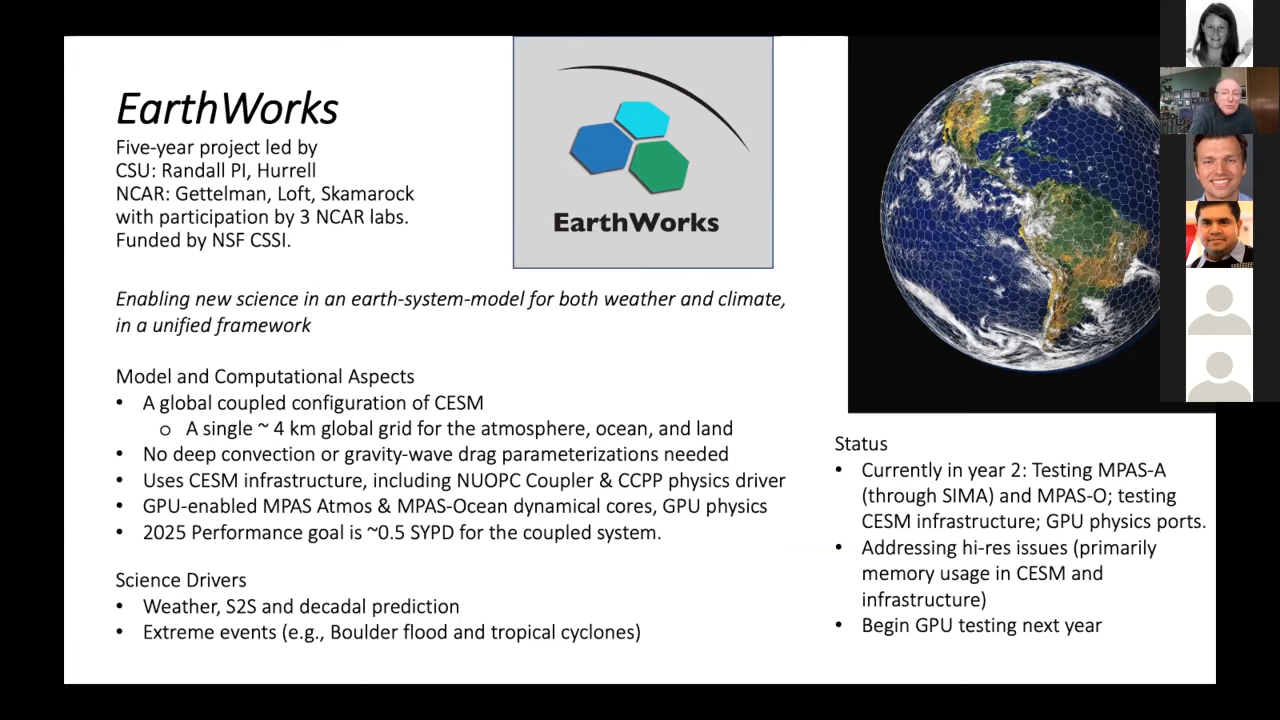 EarthWorks
Five-year project led by
CSU: Randall PI, Hurrell
NCAR: Gettelman, Loft, Skamarock
with participation by 3 NCAR labs.
Funded by NSF CSSI.
EarthWorks
Enabling new science in an earth-system-model for both weather and climate,
in a unified framework
Model and Computational Aspects
• A global coupled configuration of CESM
o A single ~ 4 km global grid for the atmosphere, ocean, and land
• No deep convection or gravity-wave drag parameterizations needed
• Uses CESM infrastructure, including NUOPC Coupler & CCPP physics driver
• GPU-enabled MPAS Atmos & MPAS-Ocean dynamical cores, GPU physics
• 2025 Performance goal is ~0.5 SYPD for the coupled system.
Science Drivers
• Weather, S2S and decadal prediction
• Extreme events (e.g., Boulder flood and tropical cyclones)
Status
• Currently in year 2: Testing MPAS-A
(through SIMA) and MPAS-O; testing
CESM infrastructure; GPU physics ports.
• Addressing hi-res issues (primarily
memory usage in CESM and
infrastructure)
• Begin GPU testing next year